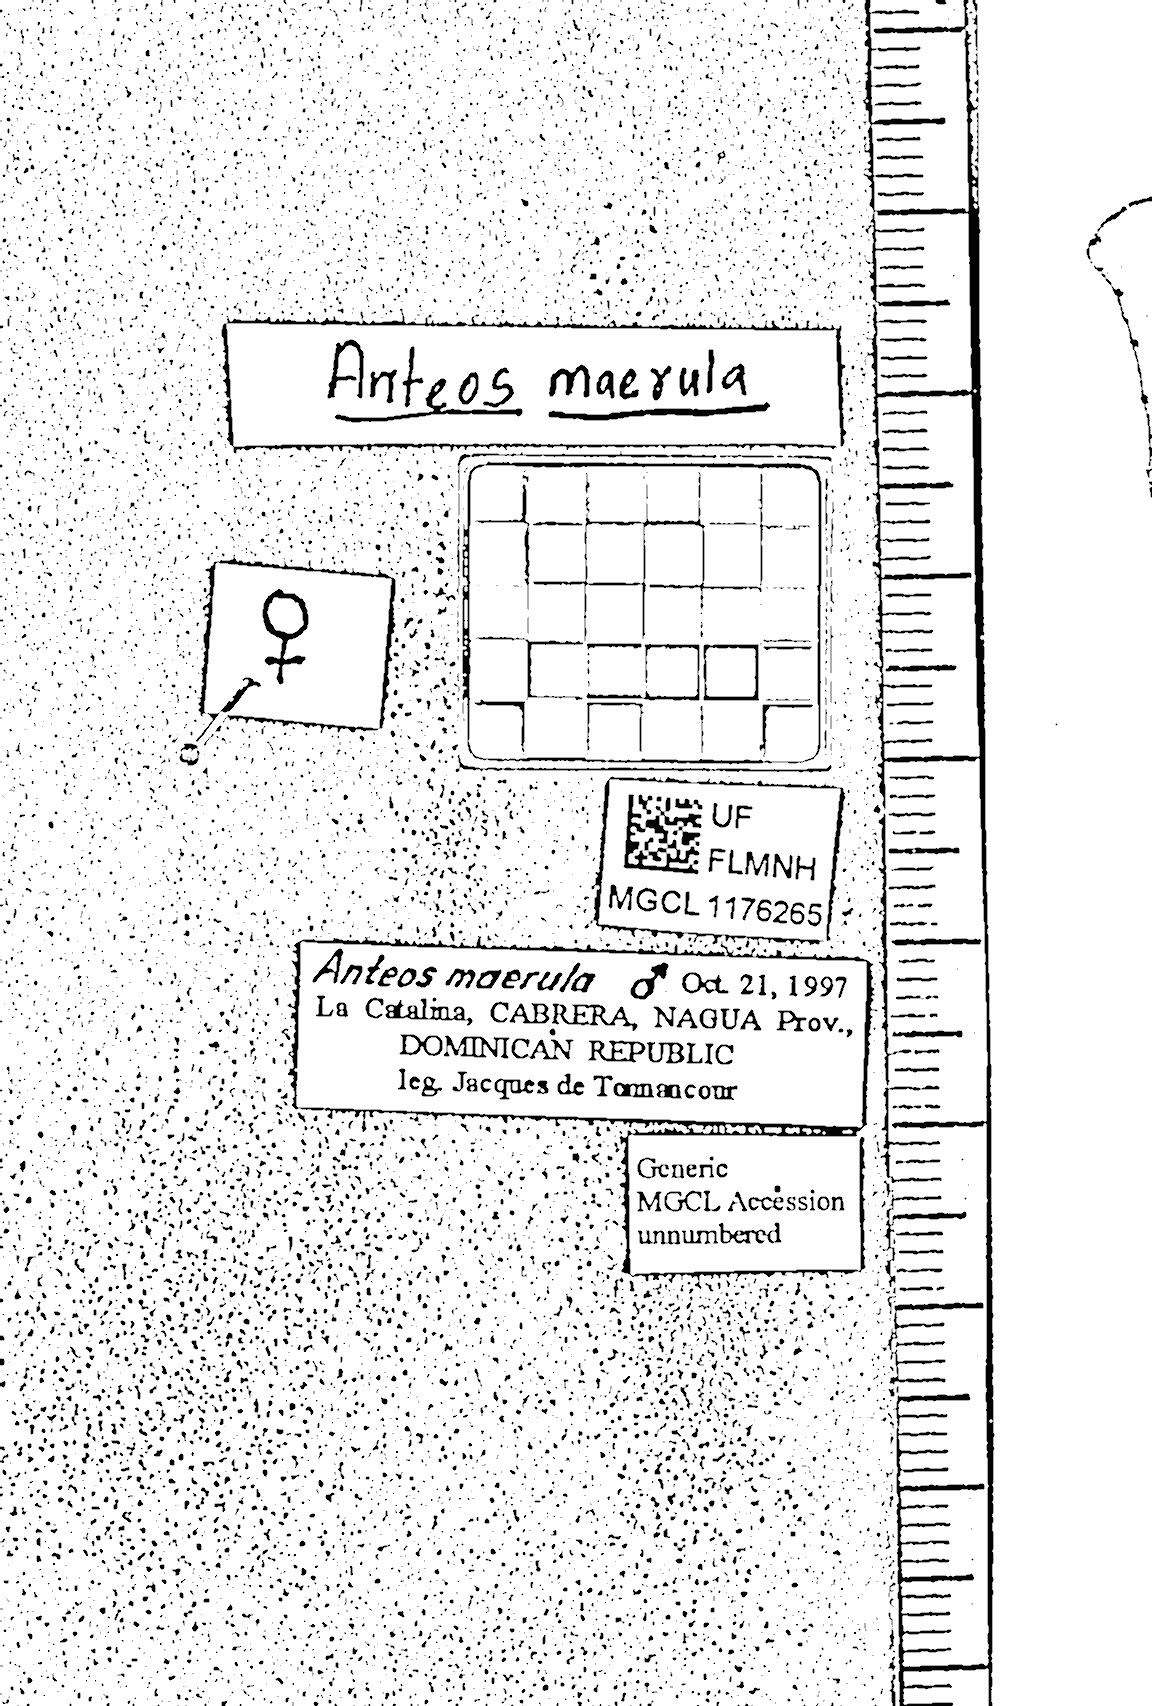 Anteos maerula
♀
UF
FLMNH
MGCL 1176265
Anteos maerula ♂ Oct. 21, 1997
La Catalina, CABRERA, NAGUA Prov.,
DOMINICAN REPUBLIC
leg. Jacques de Tonnancour
Generic
MGCL Accession
unnumbered